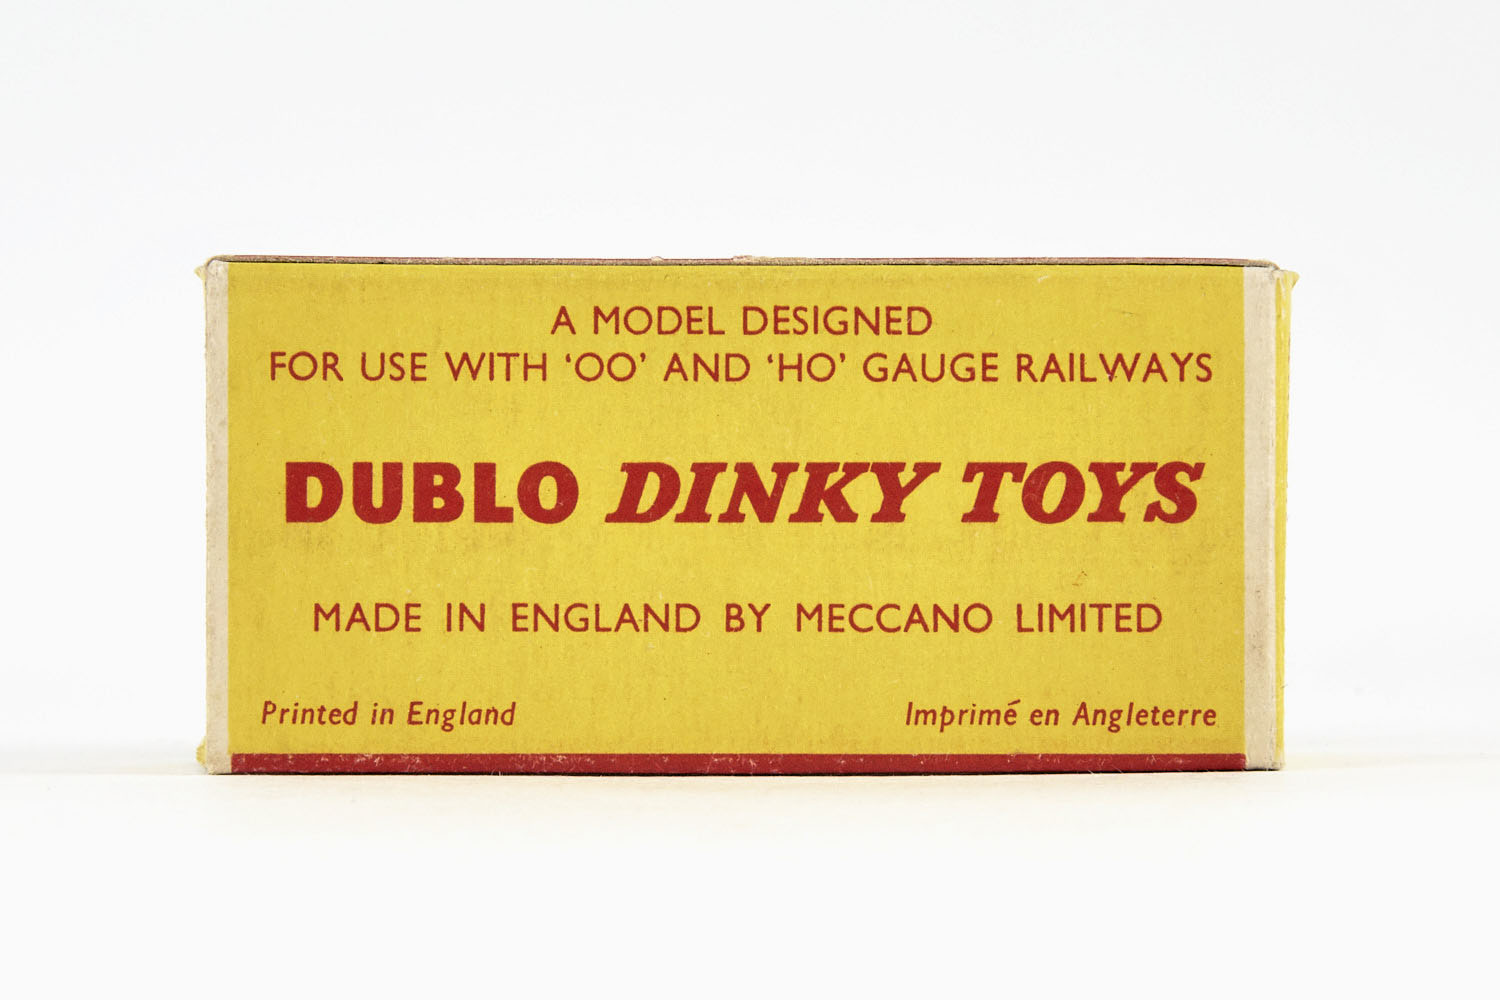 A MODEL DESIGNED
FOR USE WITH ‘OO’ AND ‘HO’ GAUGE RAILWAYS
DUBLO DINKY TOYS
MADE IN ENGLAND BY MECCANO LIMITED
Printed in England
Imprimé en Angleterre